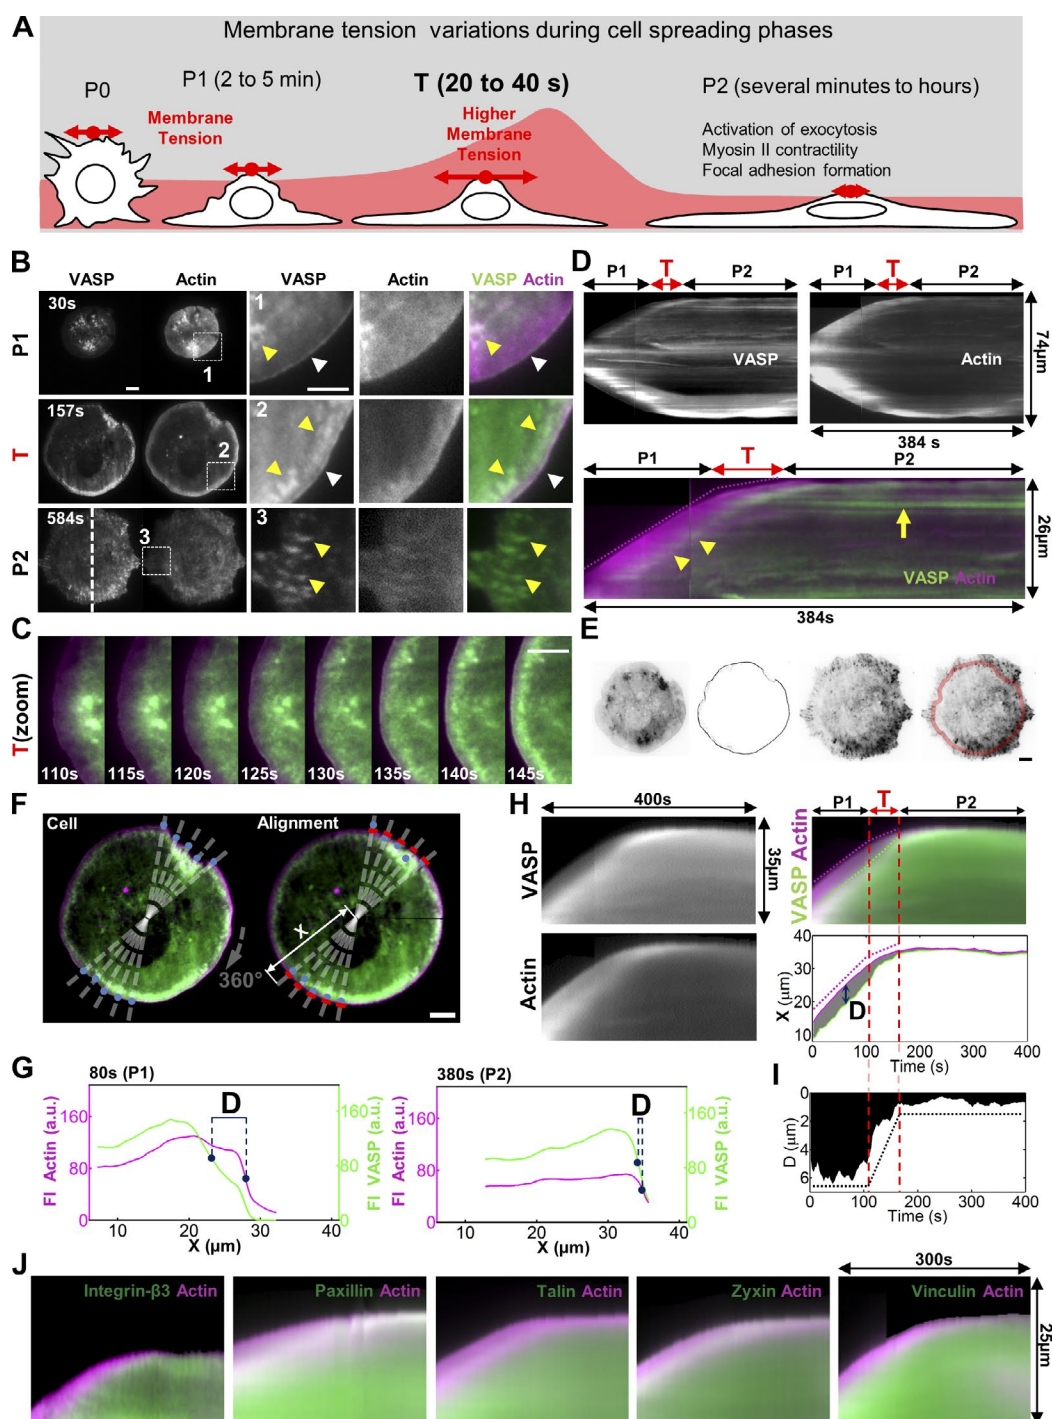 A
Membrane tension variations during cell spreading phases
P0
P1 (2 to 5 min)
T (20 to 40 s)
P2 (several minutes to hours)
Membrane
Tension
Higher
Membrane
Tension
Activation of exocytosis
Myosin II contractility
Focal adhesion formation
B
VASP Actin VASP Actin VASP Actin
P1
30s
1
1
T
157s
2
2
P2
584s
3
3
C
T(zoom)
110s 115s 120s 125s 130s 135s 140s 145s
D
P1 T P2
P1 T P2
VASP
Actin
74µm
384 s
P1 T P2
VASP Actin
26µm
384s
E
F
Cell
Alignment
X
360°
G
80s (P1)
D
FI Actin (a.u.)
160
80
0
FI VASP (a.u.)
160
80
0
10 20 30 40
380s (P2)
D
FI Actin (a.u.)
160
80
0
FI VASP (a.u.)
160
80
0
10 20 30 40
X (µm)
H
400s
VASP
35µm
Actin
P1 T P2
VASP Actin
X (µm)
40
30
20
10
D
0 100 200 300 400
Time (s)
I
D (µm)
0
2
4
6
0 100 200 300 400
Time (s)
J
300s
Integrin-β3 Actin
Paxillin Actin
Talin Actin
Zyxin Actin
Vinculin Actin
25µm